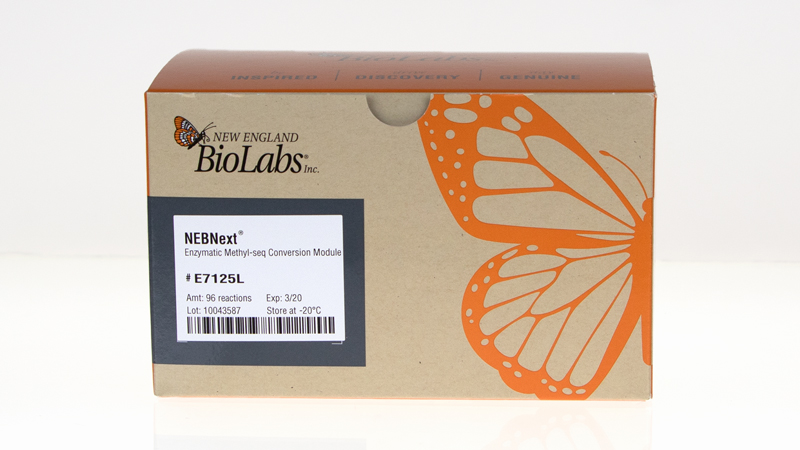 BioLabs
INSPIRED | DISCOVERY | GENUINE
NEW ENGLAND
BioLabs® Inc.
NEBNext®
Enzymatic Methyl-seq Conversion Module
# E7125L
Amt: 96 reactions Exp: 3/20
Lot: 10043587 Store at -20°C